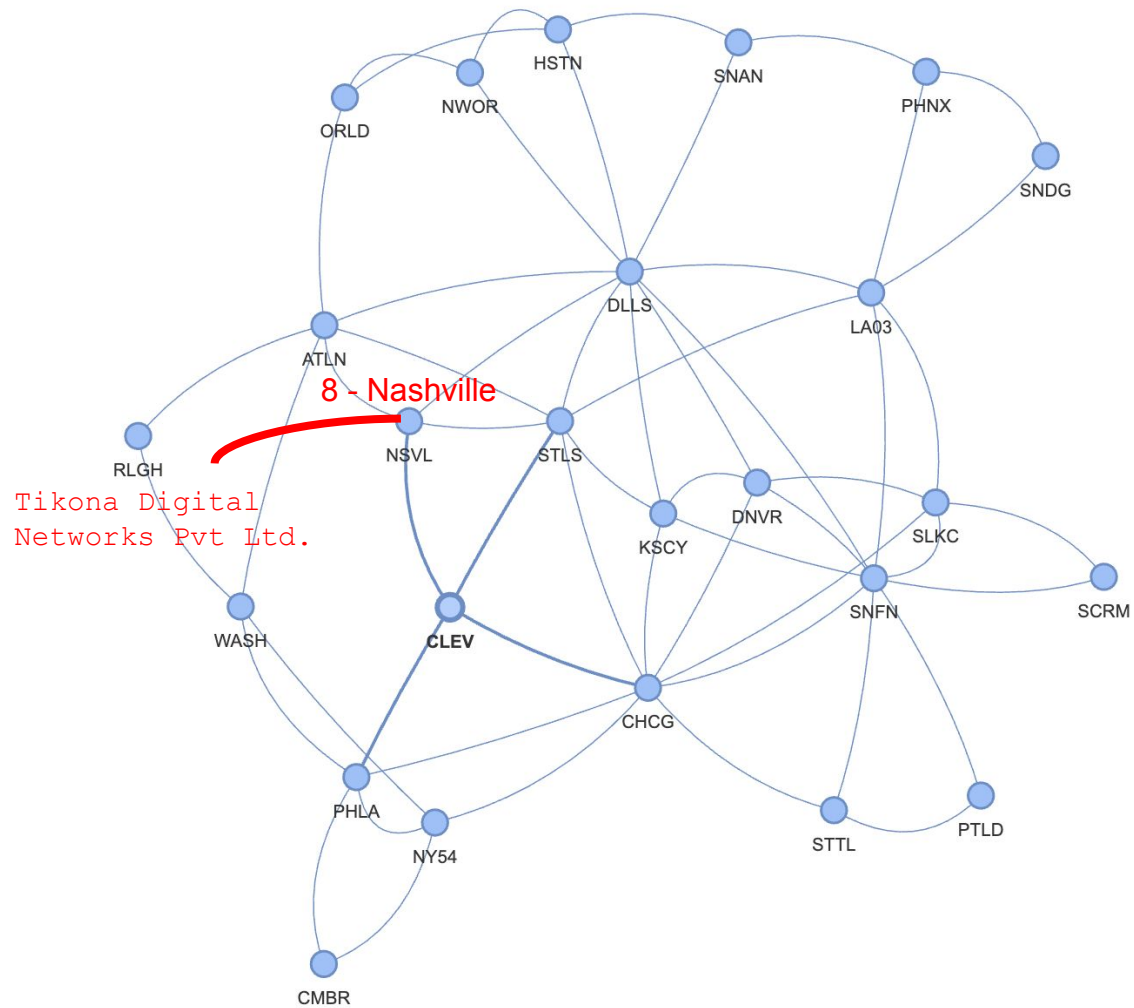 HSTN
SNAN
NWOR
PHNX
ORLD
SNDG
DLLS
LA03
ATLN
8 - Nashville
NSVL
STLS
RLGH
Tikona Digital
Networks Pvt Ltd.
DNVR
SLKC
KSCY
SNFN
SCRM
WASH
CLEV
CHCG
PHLA
NY54
STTL
PTLD
CMBR